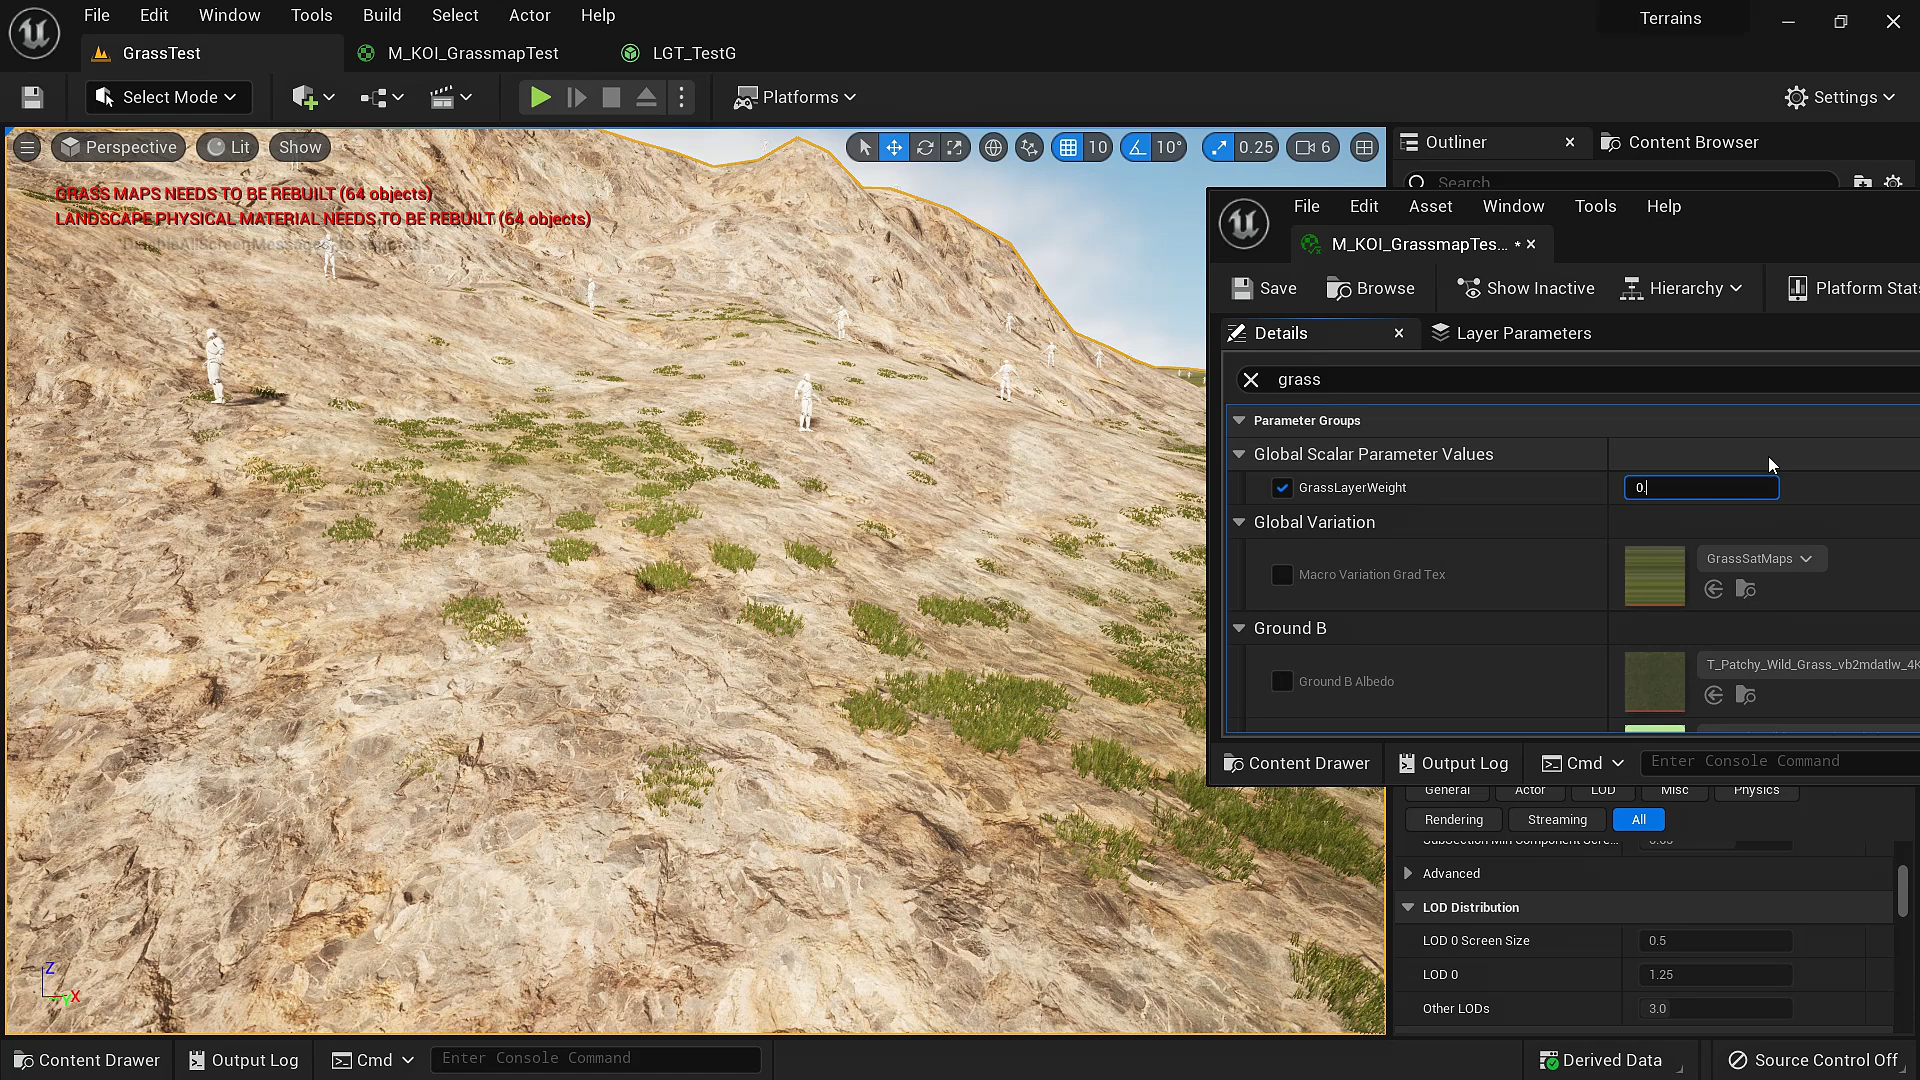 File Edit Window Tools Build Select Actor Help
Terrains
GrassTest
M_KOI_GrassmapTest
LGT_TestG
Select Mode
Platforms
Settings
Perspective
Lit
Show
10
10°
0.25
6
GRASS MAPS NEEDS TO BE REBUILT (64 objects)
LANDSCAPE PHYSICAL MATERIAL NEEDS TO BE REBUILT (64 objects)
'DisableAllScreenMessages' to suppress
Outliner
Content Browser
Search
File Edit Asset Window Tools Help
M_KOI_GrassmapTes... *
Save
Browse
Show Inactive
Hierarchy
Platform Stats
Details
Layer Parameters
grass
Parameter Groups
Global Scalar Parameter Values
GrassLayerWeight
0.
Global Variation
Macro Variation Grad Tex
GrassSatMaps
Ground B
Ground B Albedo
T_Patchy_Wild_Grass_vb2mdatlw_4K
Content Drawer
Output Log
Cmd
Enter Console Command
General
Actor
LOD
Misc
Physics
Rendering
Streaming
All
Advanced
LOD Distribution
LOD 0 Screen Size
0.5
LOD 0
1.25
Other LODs
3.0
Z
Y
X
Content Drawer
Output Log
Cmd
Enter Console Command
Derived Data
Source Control Off